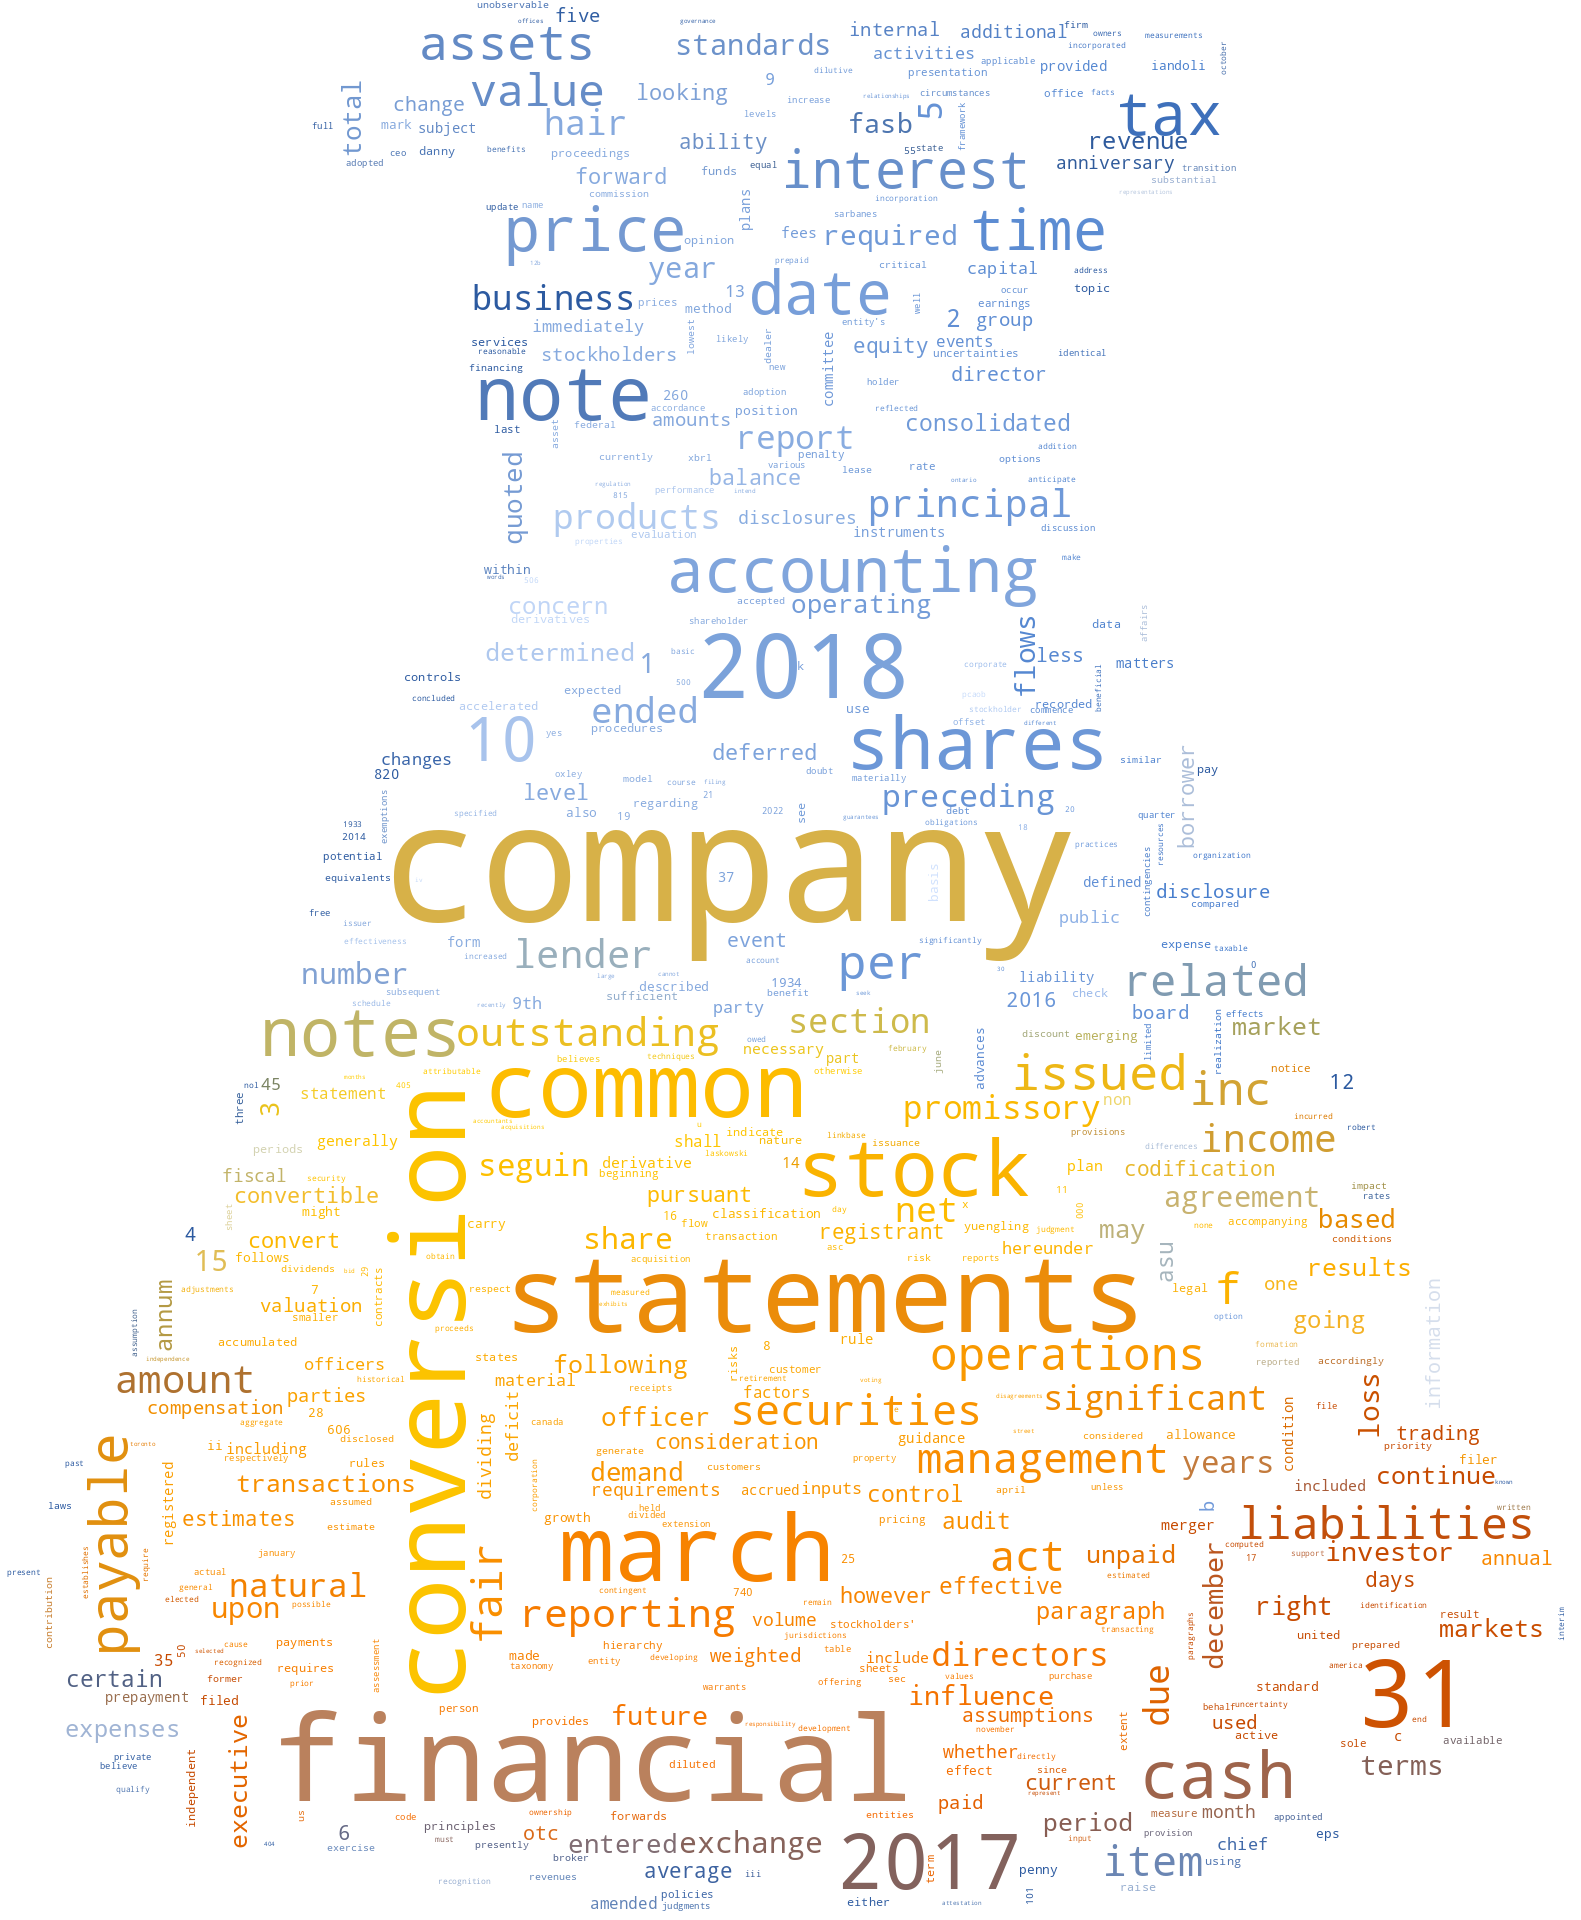 unobservable
five
offices
governance
assets
standards
internal
additional
firm
owners
incorporated
measurements
activities
applicable
provided
iandoli
october
value
looking
9
dilutive
presentation
circumstances
office
facts
total
change
increase
relationships
tax
full
mark
subject
hair
levels
fasb
5
framework
revenue
ability
adopted
ceo
danny
benefits
proceedings
equal
55
state
anniversary
transition
forward
funds
interest
substantial
commission
plans
incorporation
representations
update
name
price
opinion
fees
sarbanes
required
time
12b
year
prepaid
critical
capital
address
business
prices
method
13
date
well
occur
earnings
topic
immediately
entity's
2
group
services
reasonable
stockholders
lowest
likely
dealer
committee
equity
events
uncertainties
identical
financing
note
260
new
adoption
holder
director
accordance
amounts
position
reflected
last
asset
federal
report
consolidated
addition
quoted
currently
xbrl
penalty
various
balance
lease
rate
options
regulation
815
performance
intend
ontario
anticipate
products
disclosures
principal
evaluation
instruments
discussion
properties
make
within
words
506
accounting
concern
accepted
operating
derivatives
shareholder
flows
data
affairs
determined
1
basic
2018
k
corporate
less
matters
controls
concluded
expected
500
pcaob
beneficial
accelerated
ended
use
stockholder
commence
recorded
10
yes
procedures
offset
different
shares
changes
820
deferred
similar
borrower
pay
oxley
model
course
filing
doubt
materially
level
regarding
21
preceding
exemptions
specified
also
19
2022
see
guarantees
debt
obligations
20
18
quarter
1933
2014
company
practices
resources
potential
organization
equivalents
37
basis
defined
contingencies
disclosure
compared
free
issuer
public
effectiveness
form
increased
lender
event
significantly
per
expense
taxable
number
large
cannot
account
30
liability
related
0
subsequent
described
1934
benefit
seek
schedule
recently
9th
sufficient
party
2016
check
board
effects
notes
outstanding
owed
section
advances
discount
emerging
limited
realization
market
believes
techniques
necessary
part
february
june
three
nol
45
months
attributable
405
common
otherwise
issued
inc
notice
12
3
statement
accountancy
acquisitions
u
promissory
non
incurred
periods
generally
conversion
shall
indicate
nature
linkbase
issuance
provisions
differences
income
robert
fiscal
security
seguin
derivative
beginning
laskowski
14
stock
plan
codification
convertible
might
pursuant
11
agreement
impact
rates
sheet
carry
16
flow
classification
day
net
x
000
may
none
accompanying
based
4
convert
share
transaction
registrant
yuengling
judgment
conditions
15
follows
obtain
acquisition
asc
risk
reports
hereunder
asu
results
dividends
bid
29
annum
adjustments
7
contracts
respect
measured
exhibits
statements
legal
f
one
information
valuation
smaller
proceeds
option
going
assumption
accumulated
8
rule
formation
independence
officers
states
following
risks
customer
operations
reported
accordingly
amount
historical
material
receipts
retirement
voting
loss
compensation
parties
factors
disagreements
significant
file
aggregate
28
deficit
canada
officer
securities
street
condition
606
disclosed
considered
allowance
trading
priority
toronto
ii
including
respectively
generate
consideration
guidance
filer
past
payable
registered
rules
dividing
customers
property
management
years
continue
known
transactions
corporation
demand
requirements
accrued
inputs
april
unless
included
laws
assumed
control
b
written
estimates
estimate
growth
held
divided
extension
pricing
audit
merger
liabilities
present
establishes
require
january
march
25
act
unpaid
computed
17
support
investor
annual
actual
general
natural
fair
contingent
740
estimated
december
days
contribution
elected
upon
possible
remain
however
effective
right
identification
reporting
volume
stockholders'
paragraph
transacting
paragraphs
result
interim
50
selected
cause
payments
jurisdictions
united
markets
35
recognized
made
hierarchy
developing
weighted
table
include
directors
prepared
certain
former
requires
assessment
taxonomy
entity
sheets
sec
values
purchase
america
prepayment
filed
prior
warrants
offering
influence
due
standard
31
person
behalf
uncertainty
end
expenses
executive
provides
future
responsibility
development
november
assumptions
extent
used
active
sole
c
available
private
believe
financial
whether
directly
qualify
independent
diluted
effect
since
current
cash
terms
represent
us
code
ownership
forwards
entities
paid
measure
month
appointed
404
6
principles
otc
period
provision
eps
exercise
must
presently
entered
exchange
input
chief
broker
2017
term
penny
item
using
recognition
revenues
average
iii
101
raise
policies
judgments
amended
either
attestation